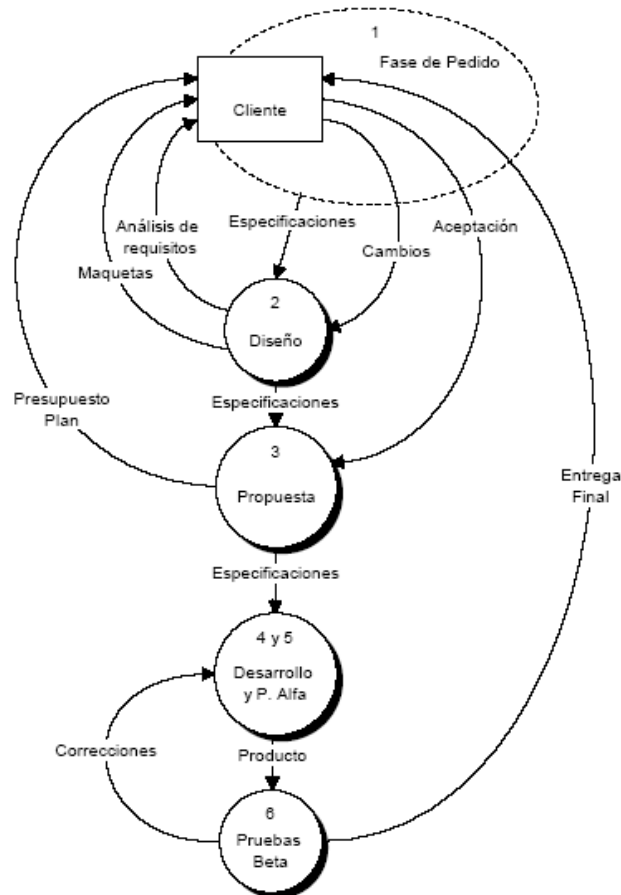 1
Fase de Pedido
Cliente
Análisis de
requisitos
Especificaciones
Aceptación
Maquetas
Cambios
2
Diseño
Presupuesto
Plan
Especificaciones
3
Propuesta
Entrega
Final
Especificaciones
4 y 5
Desarrollo
y P. Alfa
Correcciones
Producto
6
Pruebas
Beta